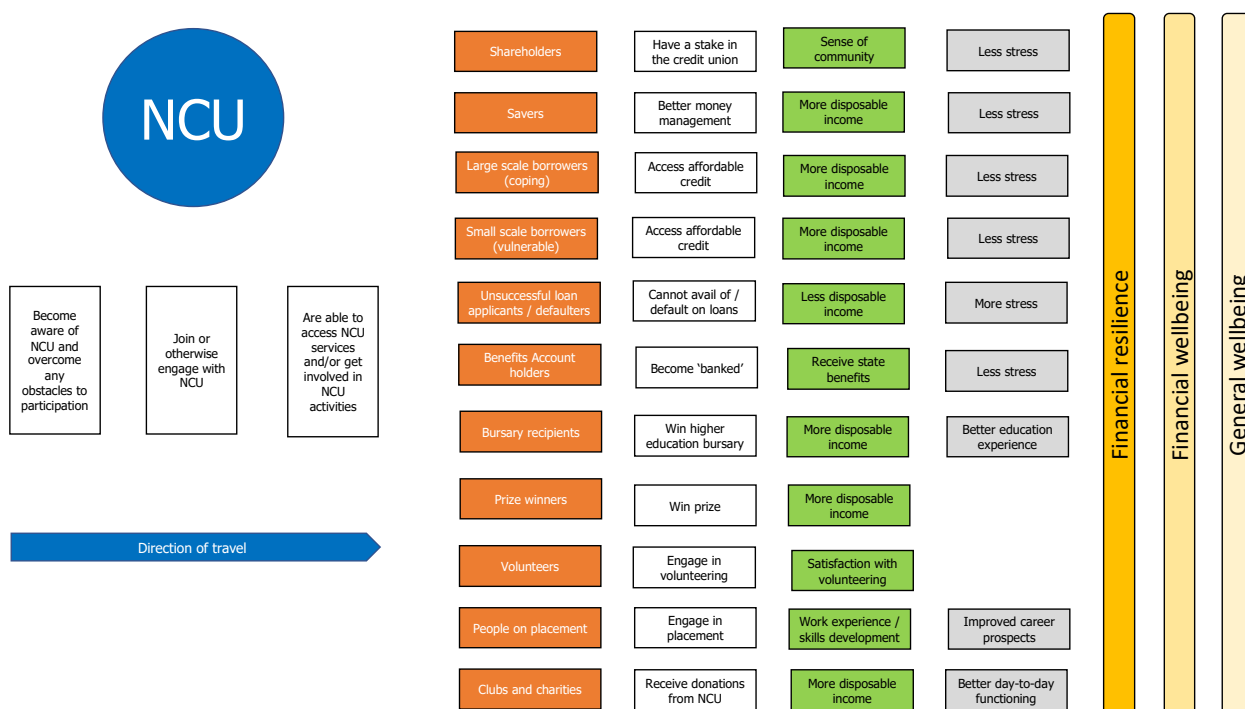 NCU
Become
aware of
NCU and
overcome
any
obstacles to
participation
Join or
otherwise
engage with
NCU
Are able to
access NCU
services
and/or get
involved in
NCU
activities
Direction of travel
Shareholders
Have a stake in
the credit union
Sense of
community
Less stress
Savers
Better money
management
More disposable
income
Less stress
Large scale borrowers
(coping)
Access affordable
credit
More disposable
income
Less stress
Small scale borrowers
(vulnerable)
Access affordable
credit
More disposable
income
Less stress
Unsuccessful loan
applicants / defaulters
Cannot avail of /
default on loans
Less disposable
income
More stress
Benefits Account
holders
Become ‘banked’
Receive state
benefits
Less stress
Bursary recipients
Win higher
education bursary
More disposable
income
Better education
experience
Prize winners
Win prize
More disposable
income
Volunteers
Engage in
volunteering
Satisfaction with
volunteering
People on placement
Engage in
placement
Work experience /
skills development
Improved career
prospects
Clubs and charities
Receive donations
from NCU
More disposable
income
Better day-to-day
functioning
Financial resilience
Financial wellbeing
General wellbeing